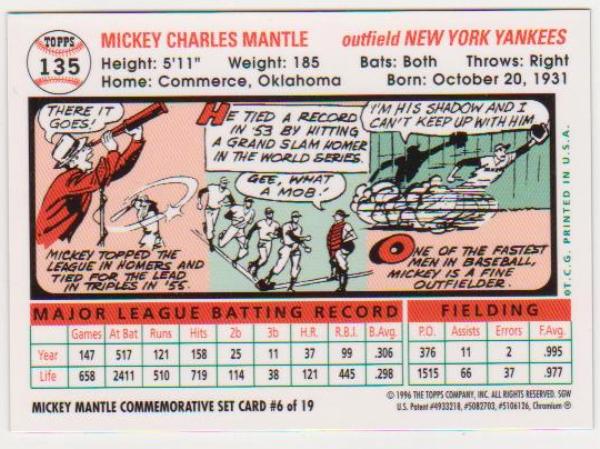 TOPPS
135
MICKEY CHARLES MANTLE outfield NEW YORK YANKEES
Height: 5'11" Weight: 185 Bats: Both Throws: Right
Home: Commerce, Oklahoma Born: October 20, 1931
THERE IT
GOES!
MICKEY TOPPED THE
LEAGUE IN HOMERS AND
TIED FOR THE LEAD
IN TRIPLES IN '55.
HE TIED A RECORD
IN '53 BY HITTING
A GRAND SLAM HOMER
IN THE WORLD SERIES.
GEE, WHAT
A MOB!
I'M HIS SHADOW AND I
CAN'T KEEP UP WITH HIM
ONE OF THE FASTEST
MEN IN BASEBALL,
MICKEY IS A FINE
OUTFIELDER.
©T.C.G. PRINTED IN U.S.A.
MAJOR LEAGUE BATTING RECORD FIELDING
Games At Bat Runs Hits 2b 3b H.R. R.B.I. B.Avg. P.O. Assists Errors F.Avg.
Year 147 517 121 158 25 11 37 99 .306 376 11 2 .995
Life 658 2411 510 719 114 38 121 445 .298 1515 66 37 .977
MICKEY MANTLE COMMEMORATIVE SET CARD #6 of 19
© 1996 THE TOPPS COMPANY, INC. ALL RIGHTS RESERVED. SGW
U.S. Patent #4933218, #5082703, #5106126, Chromium ®